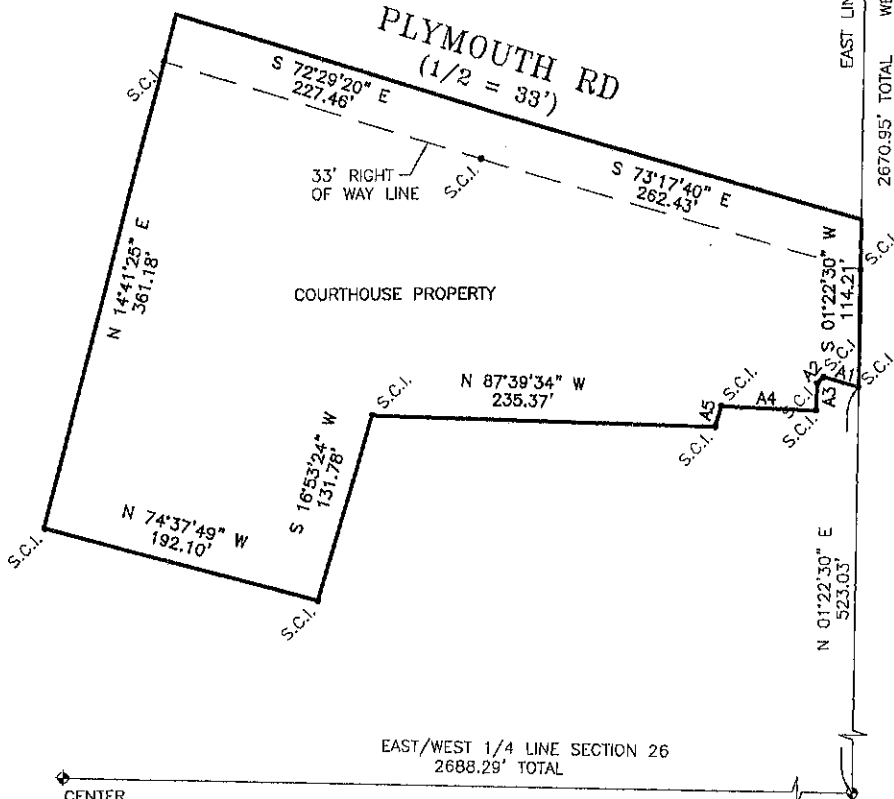 PLYMOUTH RD
(1/2 = 33')
EAST LIN
2670.95' TOTAL
WE
S 72°29'20" E
227.46'
S.C.I.
33' RIGHT
OF WAY LINE
S.C.I.
S 73°17'40" E
262.43'
S.C.I
N 14°41'25" E
361.18'
COURTHOUSE PROPERTY
S 01°22'30" W
114.21'
S.C.I
A2
A1
S.C.I
S.C.I.
A3
S.C.I.
A4
S.C.I.
A5
S.C.I.
N 87°39'34" W
235.37'
S.C.I.
S 16°53'24" W
131.78'
N 74°37'49" W
192.10'
S.C.I.
S.C.I.
N 01°22'30" E
523.03'
EAST/WEST 1/4 LINE SECTION 26
2688.29' TOTAL
CENTER